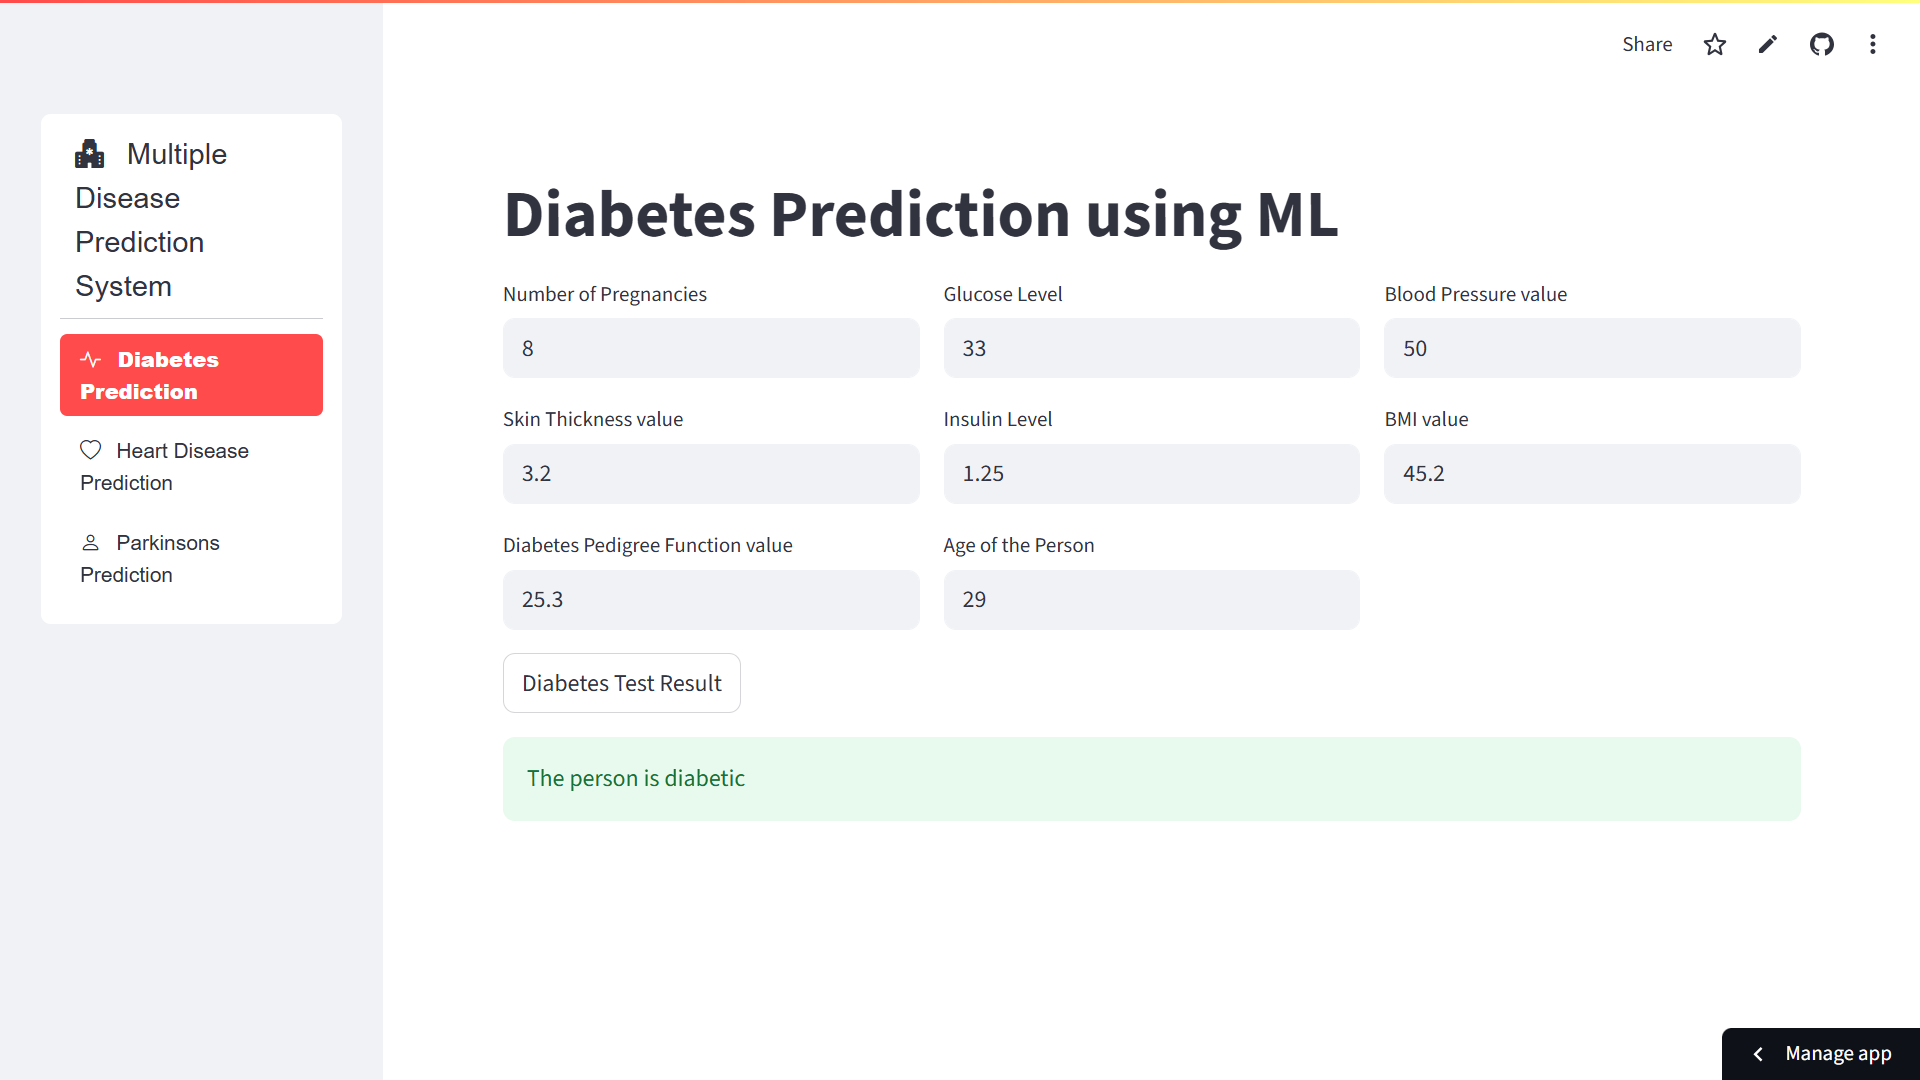 Share
Multiple
Disease
Prediction
System
Diabetes
Prediction
Heart Disease
Prediction
Parkinsons
Prediction
Diabetes Prediction using ML
Number of Pregnancies
Glucose Level
Blood Pressure value
8
33
50
Skin Thickness value
Insulin Level
BMI value
3.2
1.25
45.2
Diabetes Pedigree Function value
Age of the Person
25.3
29
Diabetes Test Result
The person is diabetic
Manage app